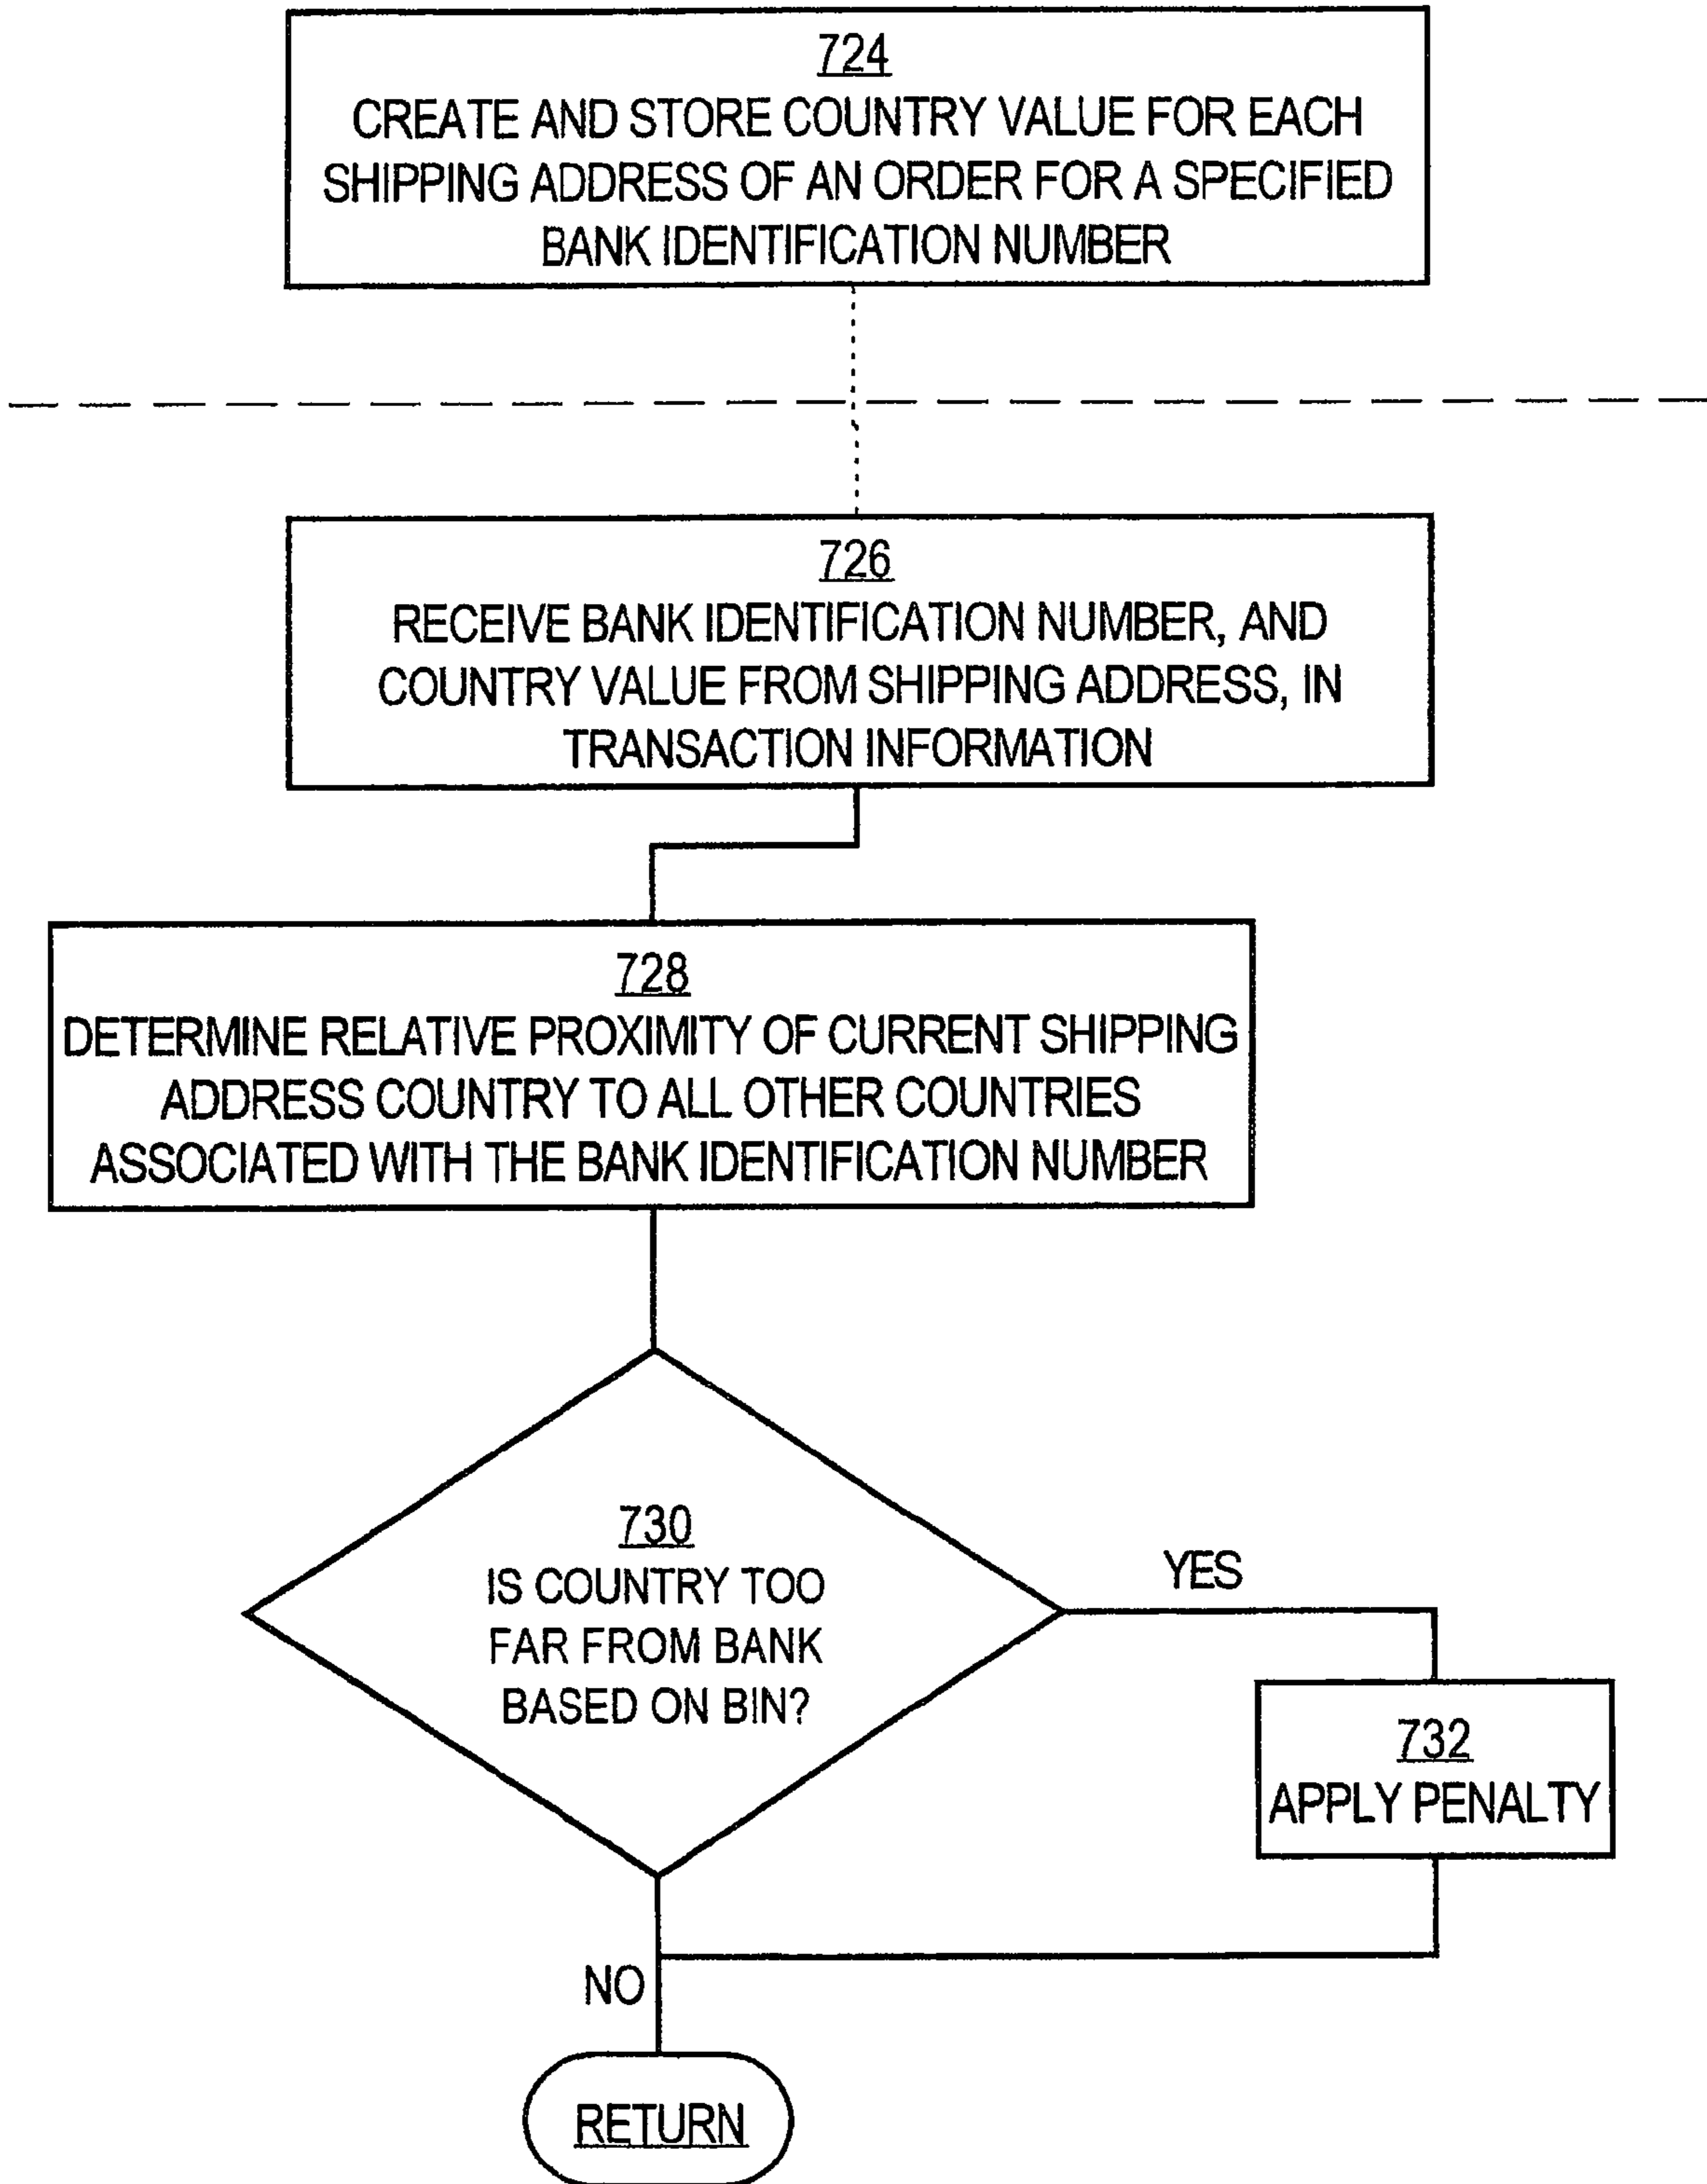 724
CREATE AND STORE COUNTRY VALUE FOR EACH
SHIPPING ADDRESS OF AN ORDER FOR A SPECIFIED
BANK IDENTIFICATION NUMBER
726
RECEIVE BANK IDENTIFICATION NUMBER, AND
COUNTRY VALUE FROM SHIPPING ADDRESS, IN
TRANSACTION INFORMATION
728
DETERMINE RELATIVE PROXIMITY OF CURRENT SHIPPING
ADDRESS COUNTRY TO ALL OTHER COUNTRIES
ASSOCIATED WITH THE BANK IDENTIFICATION NUMBER
730
IS COUNTRY TOO
FAR FROM BANK
BASED ON BIN?
YES
732
APPLY PENALTY
NO
RETURN